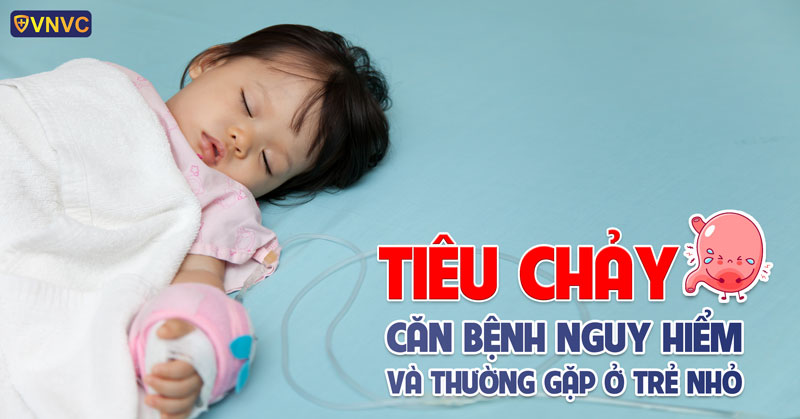 VNVC
TIÊU CHẢY
CĂN BỆNH NGUY HIỂM
VÀ THƯỜNG GẶP Ở TRẺ NHỎ